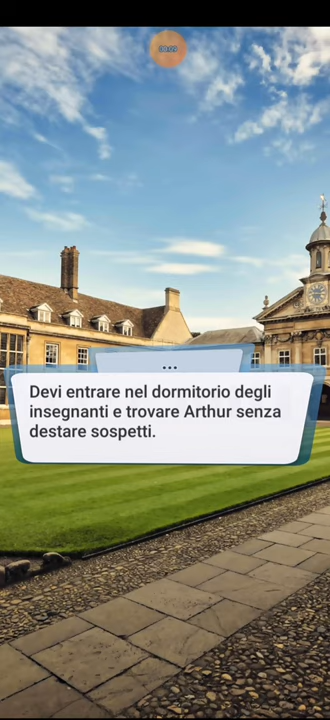 ...
Devi entrare nel dormitorio degli
insegnanti e trovare Arthur senza
destare sospetti.